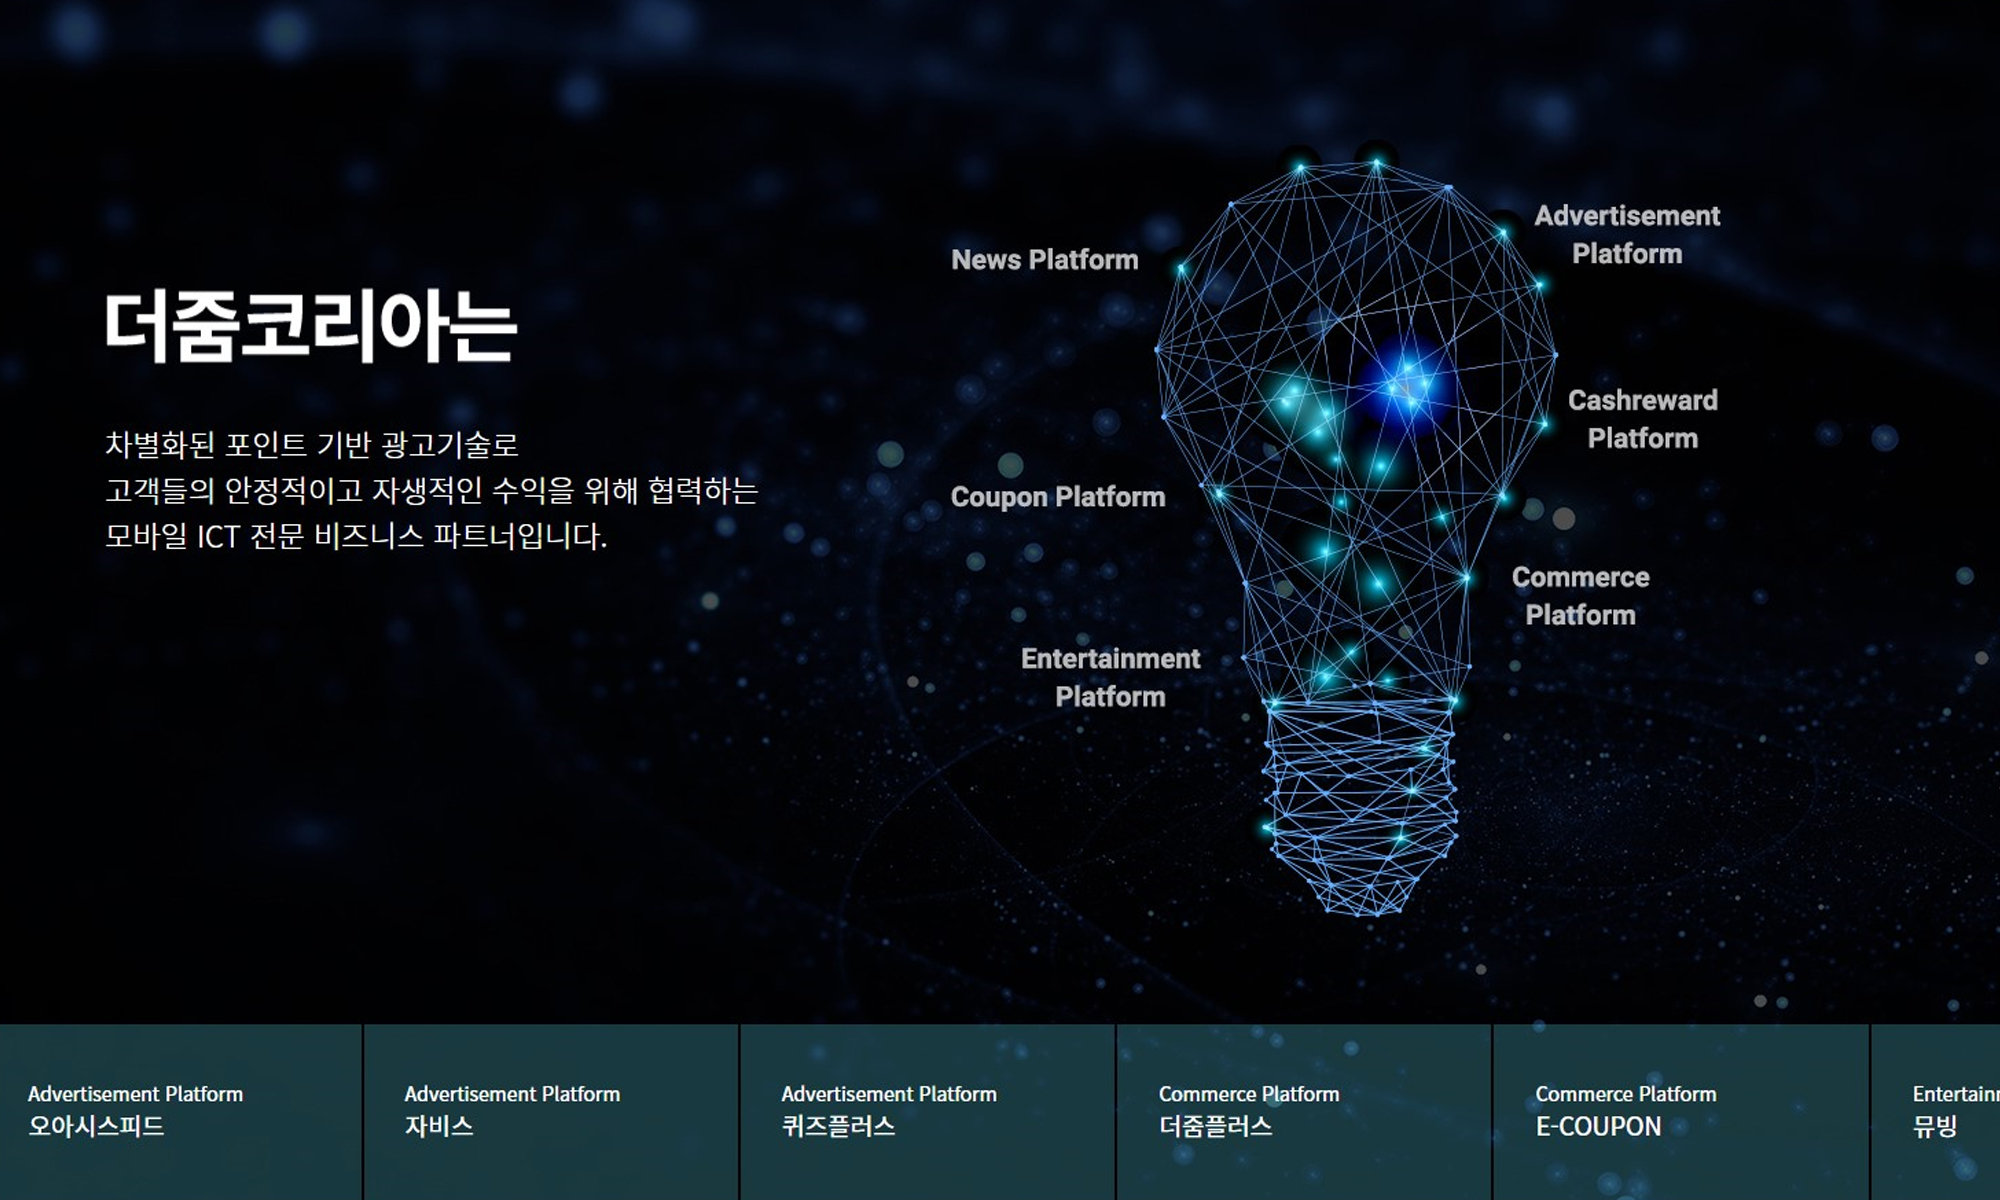 더줌코리아는
차별화된 포인트 기반 광고기술로
고객들의 안정적이고 자생적인 수익을 위해 협력하는
모바일 ICT 전문 비즈니스 파트너입니다.
News Platform
Advertisement
Platform
Cashreward
Platform
Coupon Platform
Commerce
Platform
Entertainment
Platform
Advertisement Platform
오아시스피드
Advertisement Platform
자비스
Advertisement Platform
퀴즈플러스
Commerce Platform
더줌플러스
Commerce Platform
E-COUPON
Entertainm
뮤빙